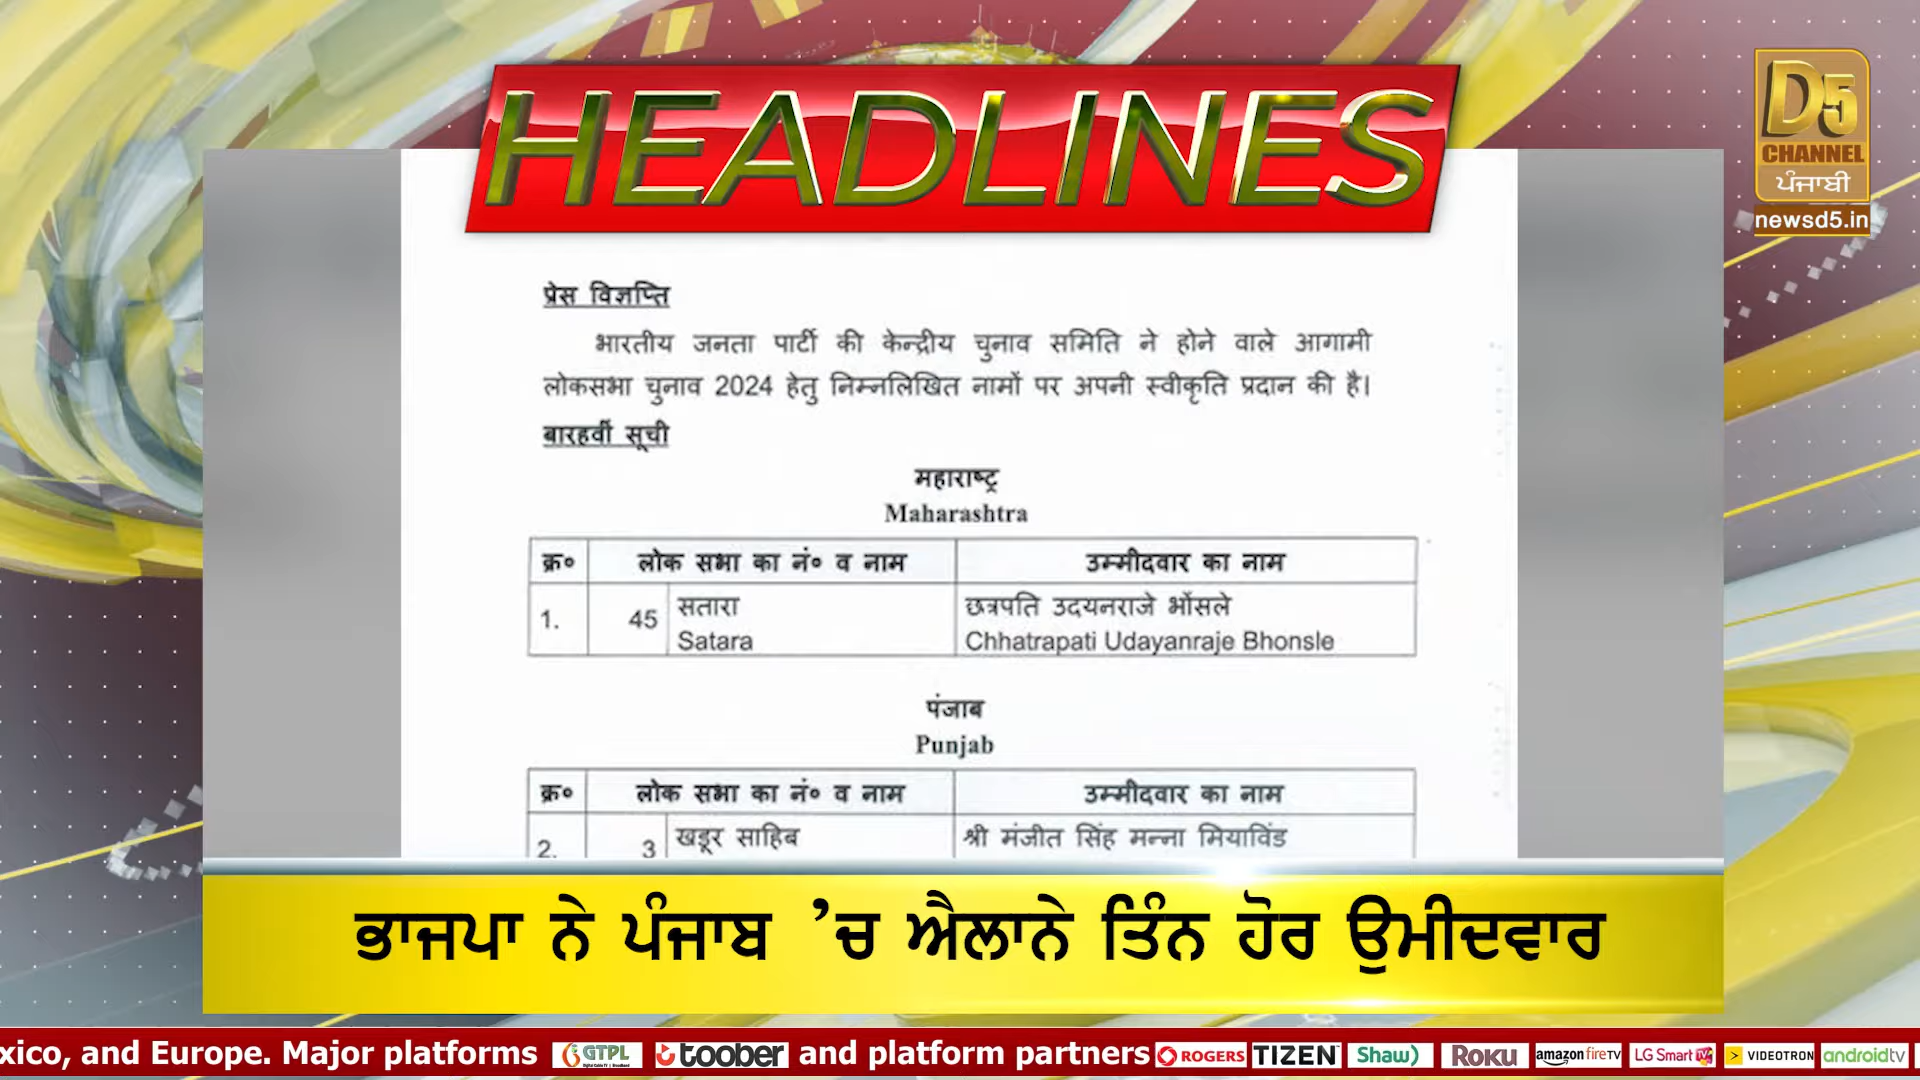 HEADLINES
D5
CHANNEL
ਪੰਜਾਬੀ
newsd5.in
प्रेस विज्ञप्ति
भारतीय जनता पार्टी की केन्द्रीय चुनाव समिति ने होने वाले आगामी
लोकसभा चुनाव 2024 हेतु निम्नलिखित नामों पर अपनी स्वीकृति प्रदान की है।
बारहवीं सूची
महाराष्ट्र
Maharashtra
क्र० लोक सभा का नं० व नाम उम्मीदवार का नाम
1. 45 सतारा छत्रपति उदयनराजे भोंसले
Satara Chhatrapati Udayanraje Bhonsle
पंजाब
Punjab
क्र० लोक सभा का नं० व नाम उम्मीदवार का नाम
2. 3 खडूर साहिब श्री मंजीत सिंह मन्ना मियाविंड
ਭਾਜਪਾ ਨੇ ਪੰਜਾਬ ’ਚ ਐਲਾਨੇ ਤਿੰਨ ਹੋਰ ਉਮੀਦਵਾਰ
xico, and Europe. Major platforms GTPL toober and platform partners ROGERS TIZEN Shaw) ROKU amazon fireTV LG Smart TV VIDEOTRON androidtv